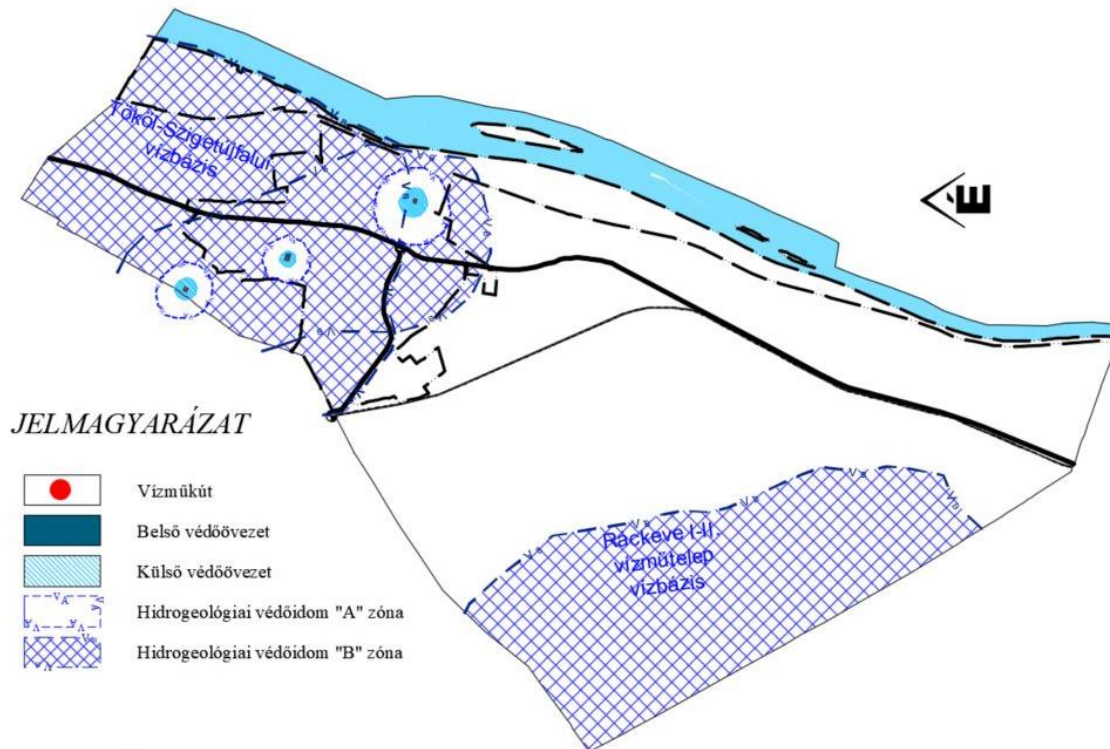 Tököl-Szigetújfalui
vízbázis
É
JELMAGYARÁZAT
Vízműkút
Belső védőövezet
Külső védőövezet
Hidrogeológiai védőidom "A" zóna
Hidrogeológiai védőidom "B" zóna
Ráckeve I-II.
vízműtelep
vízbázis